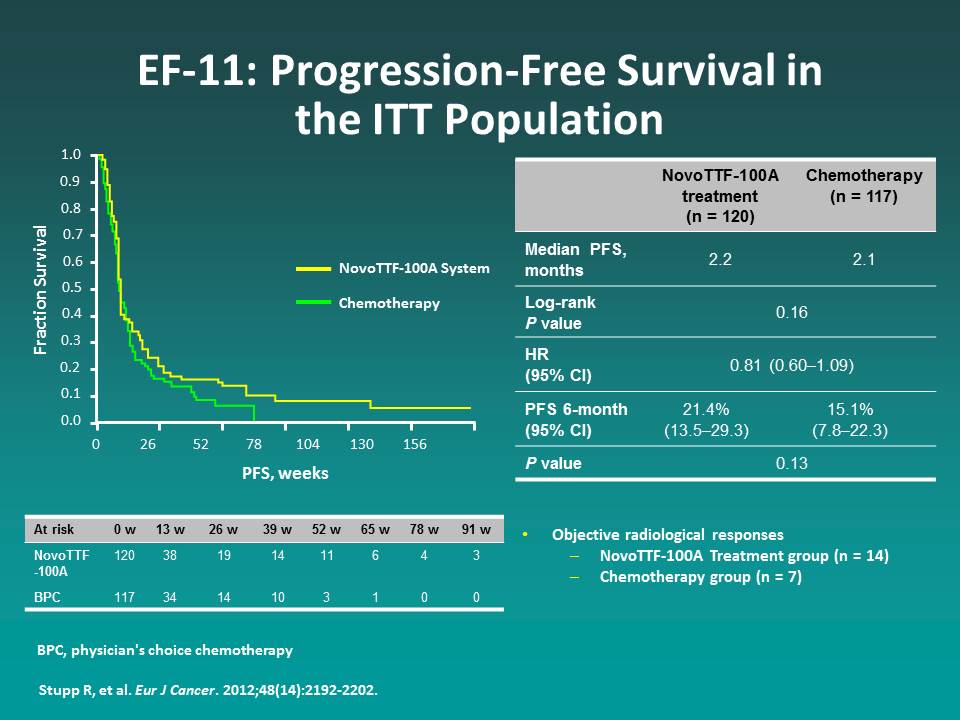 EF-11: Progression-Free Survival in
the ITT Population
1.0
0.9
0.8
0.7
0.6
0.5
0.4
0.3
0.2
0.1
0.0
Fraction Survival
0 26 52 78 104 130 156
PFS, weeks
NovoTTF-100A System
Chemotherapy
NovoTTF-100A treatment (n = 120) Chemotherapy (n = 117)
Median PFS, months 2.2 2.1
Log-rank P value 0.16
HR (95% CI) 0.81 (0.60–1.09)
PFS 6-month (95% CI) 21.4% (13.5–29.3) 15.1% (7.8–22.3)
P value 0.13
At risk 0 w 13 w 26 w 39 w 52 w 65 w 78 w 91 w
NovoTTF-100A 120 38 19 14 11 6 4 3
BPC 117 34 14 10 3 1 0 0
• Objective radiological responses
– NovoTTF-100A Treatment group (n = 14)
– Chemotherapy group (n = 7)
BPC, physician's choice chemotherapy
Stupp R, et al. Eur J Cancer. 2012;48(14):2192-2202.